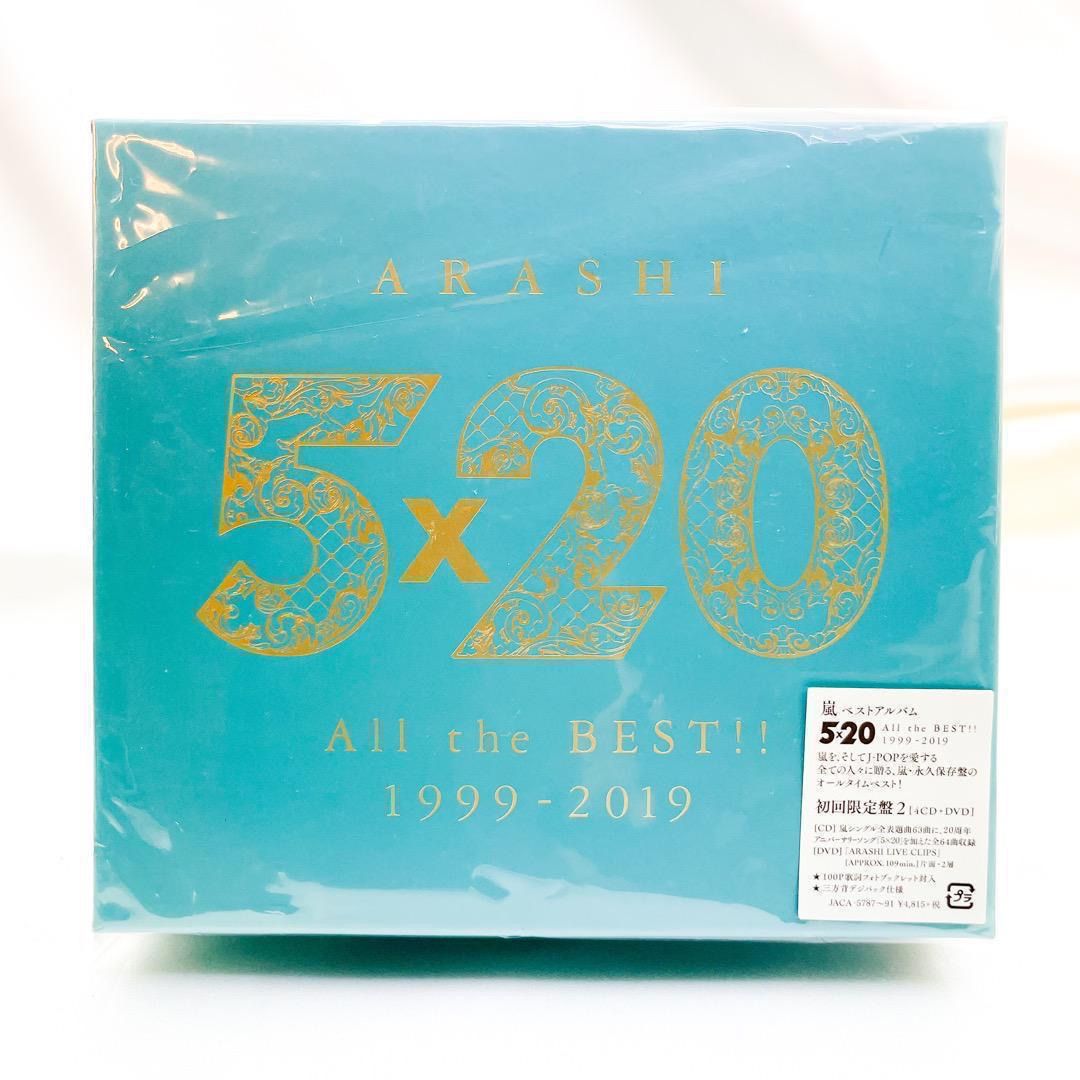 ARASHI
5x20
All the BEST!!
1999-2019
嵐 ベストアルバム
5x20 All the BEST!!
1999-2019
嵐を、そしてJ-POPを愛する
全ての人々に贈る、嵐・永久保存盤の
オールタイムベスト!
初回限定盤2[4CD+DVD]
[CD] 嵐シングル全表題曲63曲に、20周年
アニバーサリーソング「5×20」を加えた全64曲収録
[DVD]「ARASHI LIVE CLIPS」
[APPROX. 109min.]片面・2層
★100P歌詞フォトブックレット封入
★三方背デジパック仕様
JACA-5787〜91 ¥4,815+税
プラ